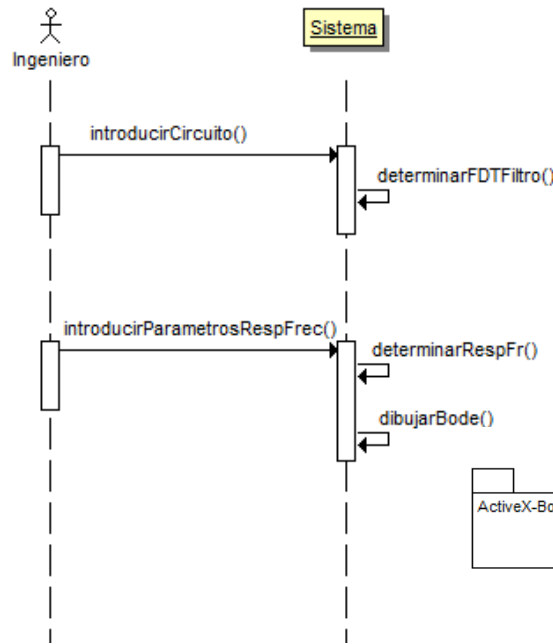 Ingeniero
Sistema
introducirCircuito()
determinarFDTFiltro()
introducirParametrosRespFrec()
determinarRespFr()
dibujarBode()
ActiveX-Bo